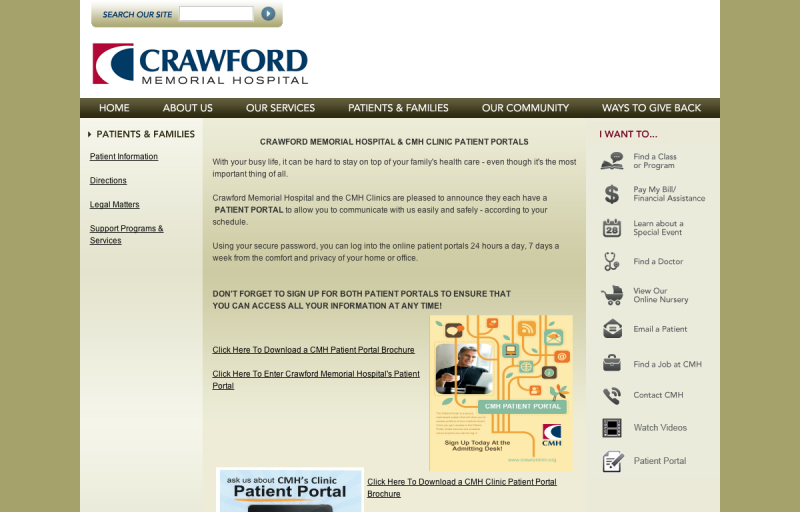 SEARCH OUR SITE
CRAWFORD
MEMORIAL HOSPITAL
HOME ABOUT US OUR SERVICES PATIENTS & FAMILIES OUR COMMUNITY WAYS TO GIVE BACK
PATIENTS & FAMILIES
Patient Information
Directions
Legal Matters
Support Programs &
Services
CRAWFORD MEMORIAL HOSPITAL & CMH CLINIC PATIENT PORTALS
With your busy life, it can be hard to stay on top of your family's health care - even though it's the most
important thing of all.
Crawford Memorial Hospital and the CMH Clinics are pleased to announce they each have a
PATIENT PORTAL to allow you to communicate with us easily and safely - according to your
schedule.
Using your secure password, you can log into the online patient portals 24 hours a day, 7 days a
week from the comfort and privacy of your home or office.
DON'T FORGET TO SIGN UP FOR BOTH PATIENT PORTALS TO ENSURE THAT
YOU CAN ACCESS ALL YOUR INFORMATION AT ANY TIME!
Click Here To Download a CMH Patient Portal Brochure
Click Here To Enter Crawford Memorial Hospital's Patient
Portal
CMH PATIENT PORTAL
Sign Up Today At the
Admitting Desk!
CMH
ask us about CMH's Clinic
Patient Portal
Click Here To Download a CMH Clinic Patient Portal
Brochure
I WANT TO...
Find a Class
or Program
Pay My Bill/
Financial Assistance
28
Learn about a
Special Event
Find a Doctor
View Our
Online Nursery
Email a Patient
Find a Job at CMH
Contact CMH
Watch Videos
Patient Portal